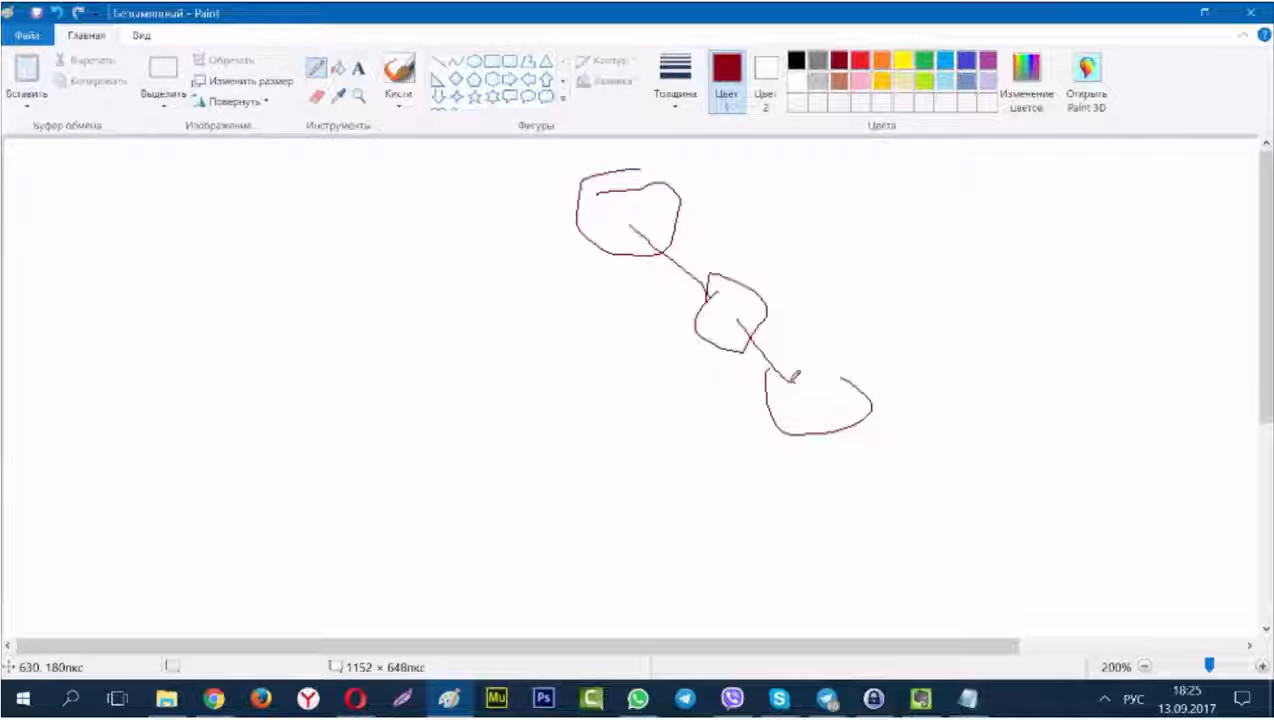 Безымянный - Paint
Файл
Главная
Вид
Вставить
Вырезать
Копировать
Буфер обмена
Выделить
Обрезать
Изменить размер
Повернуть
Изображение
A
Инструменты
Кисти
Контур
Заливка
Фигуры
Толщина
Цвет 1
Цвет 2
Изменение цветов
Цвета
Открыть Paint 3D
630, 180пкс
1152 × 648пкс
200%
Mu
Ps
РУС
18:25
13.09.2017